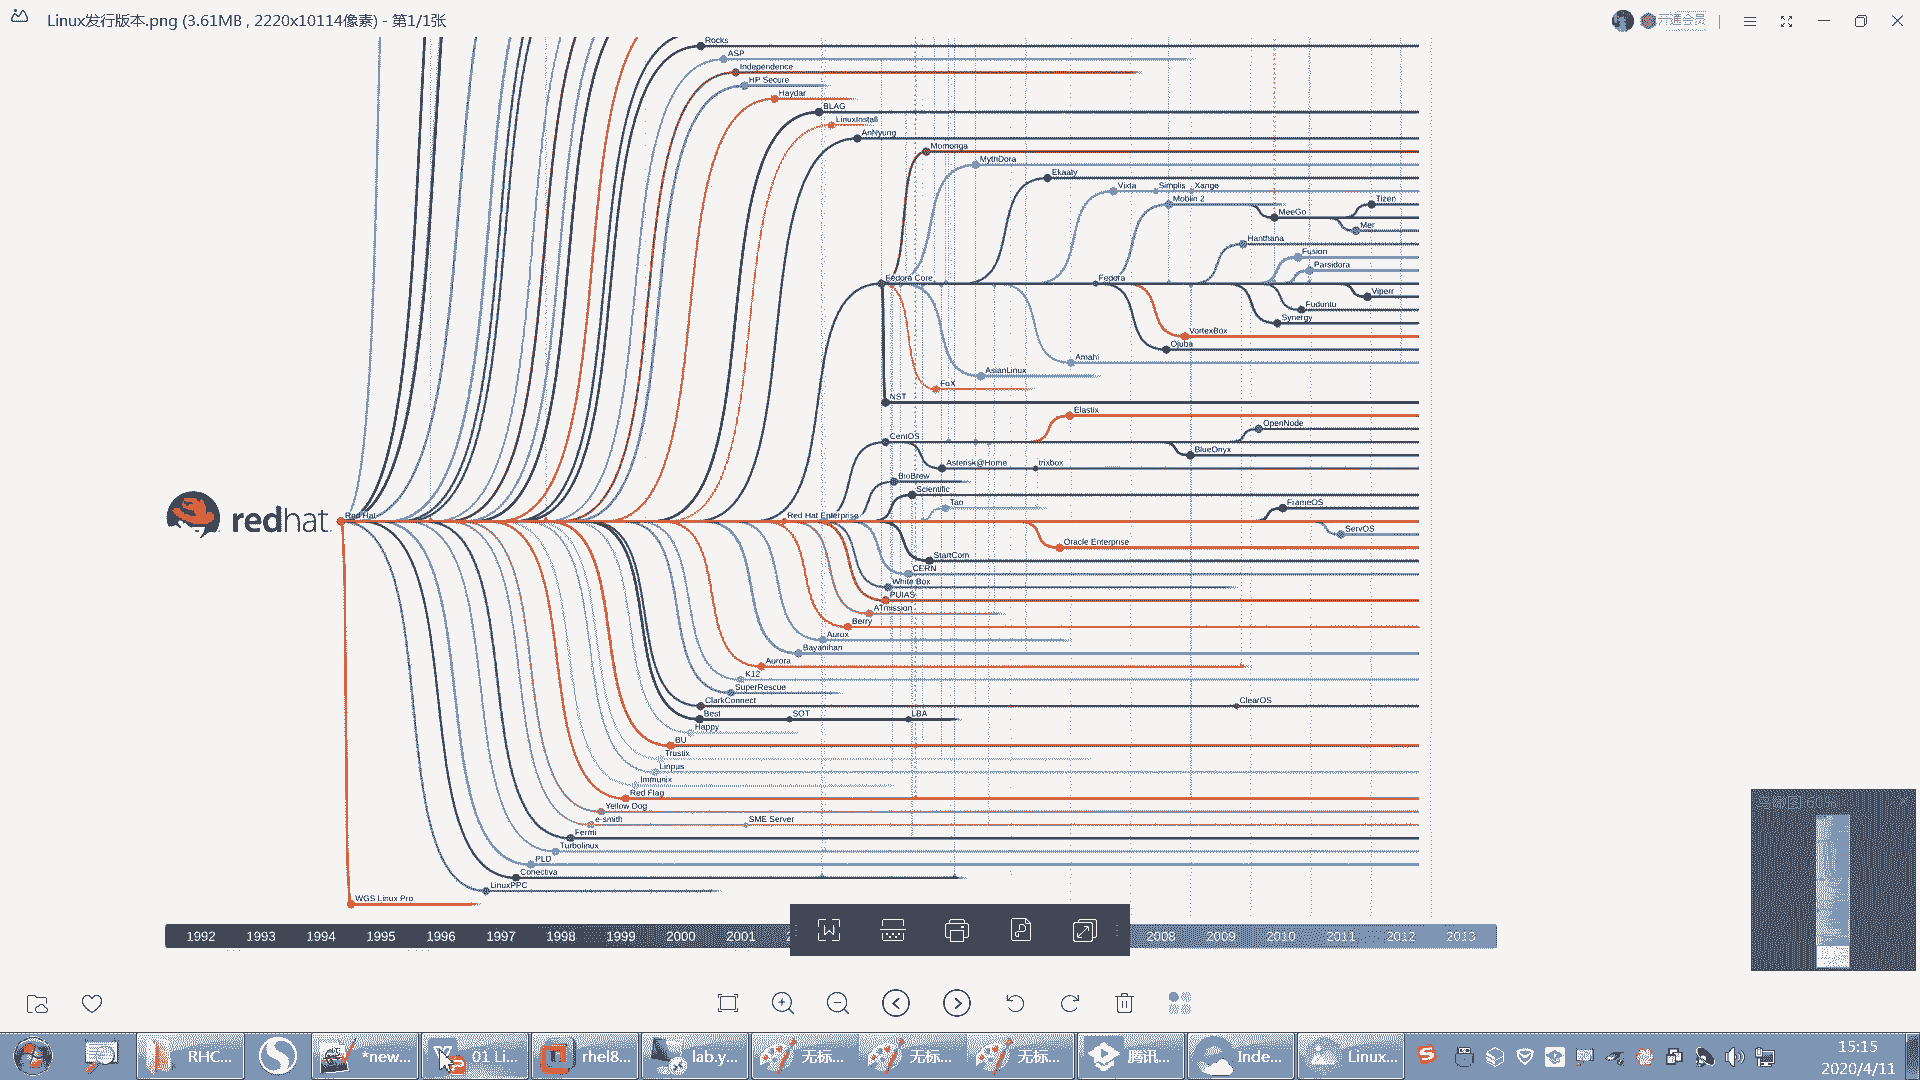 Linux发行版本.png (3.61MB , 2220x10114像素) - 第1/1张
开通会员
Rocks
ASP
Independence
HP Secure
Haydar
BLAG
LinuxInstall
AnNyung
Momonga
MythDora
Ekaaty
Vixta
Simplis
Xange
Moblin 2
Tizen
MeeGo
Mer
Hanthana
Fusion
Parsidora
Fedora Core
Fedora
Viperr
Fuduntu
Synergy
VortexBox
Ojuba
Amahi
AsianLinux
FoX
NST
Elastix
OpenNode
CentOS
BlueOnyx
Asterisk@Home
trixbox
BioBrew
Scientific
Tao
FrameOS
redhat.
Red Hat
Red Hat Enterprise
ServOS
Oracle Enterprise
StartCom
CERN
White Box
PUIAS
ATmission
Berry
Aurox
Bayanihan
Aurora
K12
SuperRescue
ClarkConnect
ClearOS
Best
SOT
LBA
Happy
BU
Trustix
Linpus
Immunix
Red Flag
Yellow Dog
e-smith
SME Server
Fermi
Turbolinux
PLD
Conectiva
LinuxPPC
WGS Linux Pro
鸟瞰图 60%
1992 1993 1994 1995 1996 1997 1998 1999 2000 2001 2008 2009 2010 2011 2012 2013
RHC...
*new...
01 Li...
rhel8...
lab.y...
无标...
无标...
无标...
腾讯...
Inde...
Linux...
15:15
2020/4/11